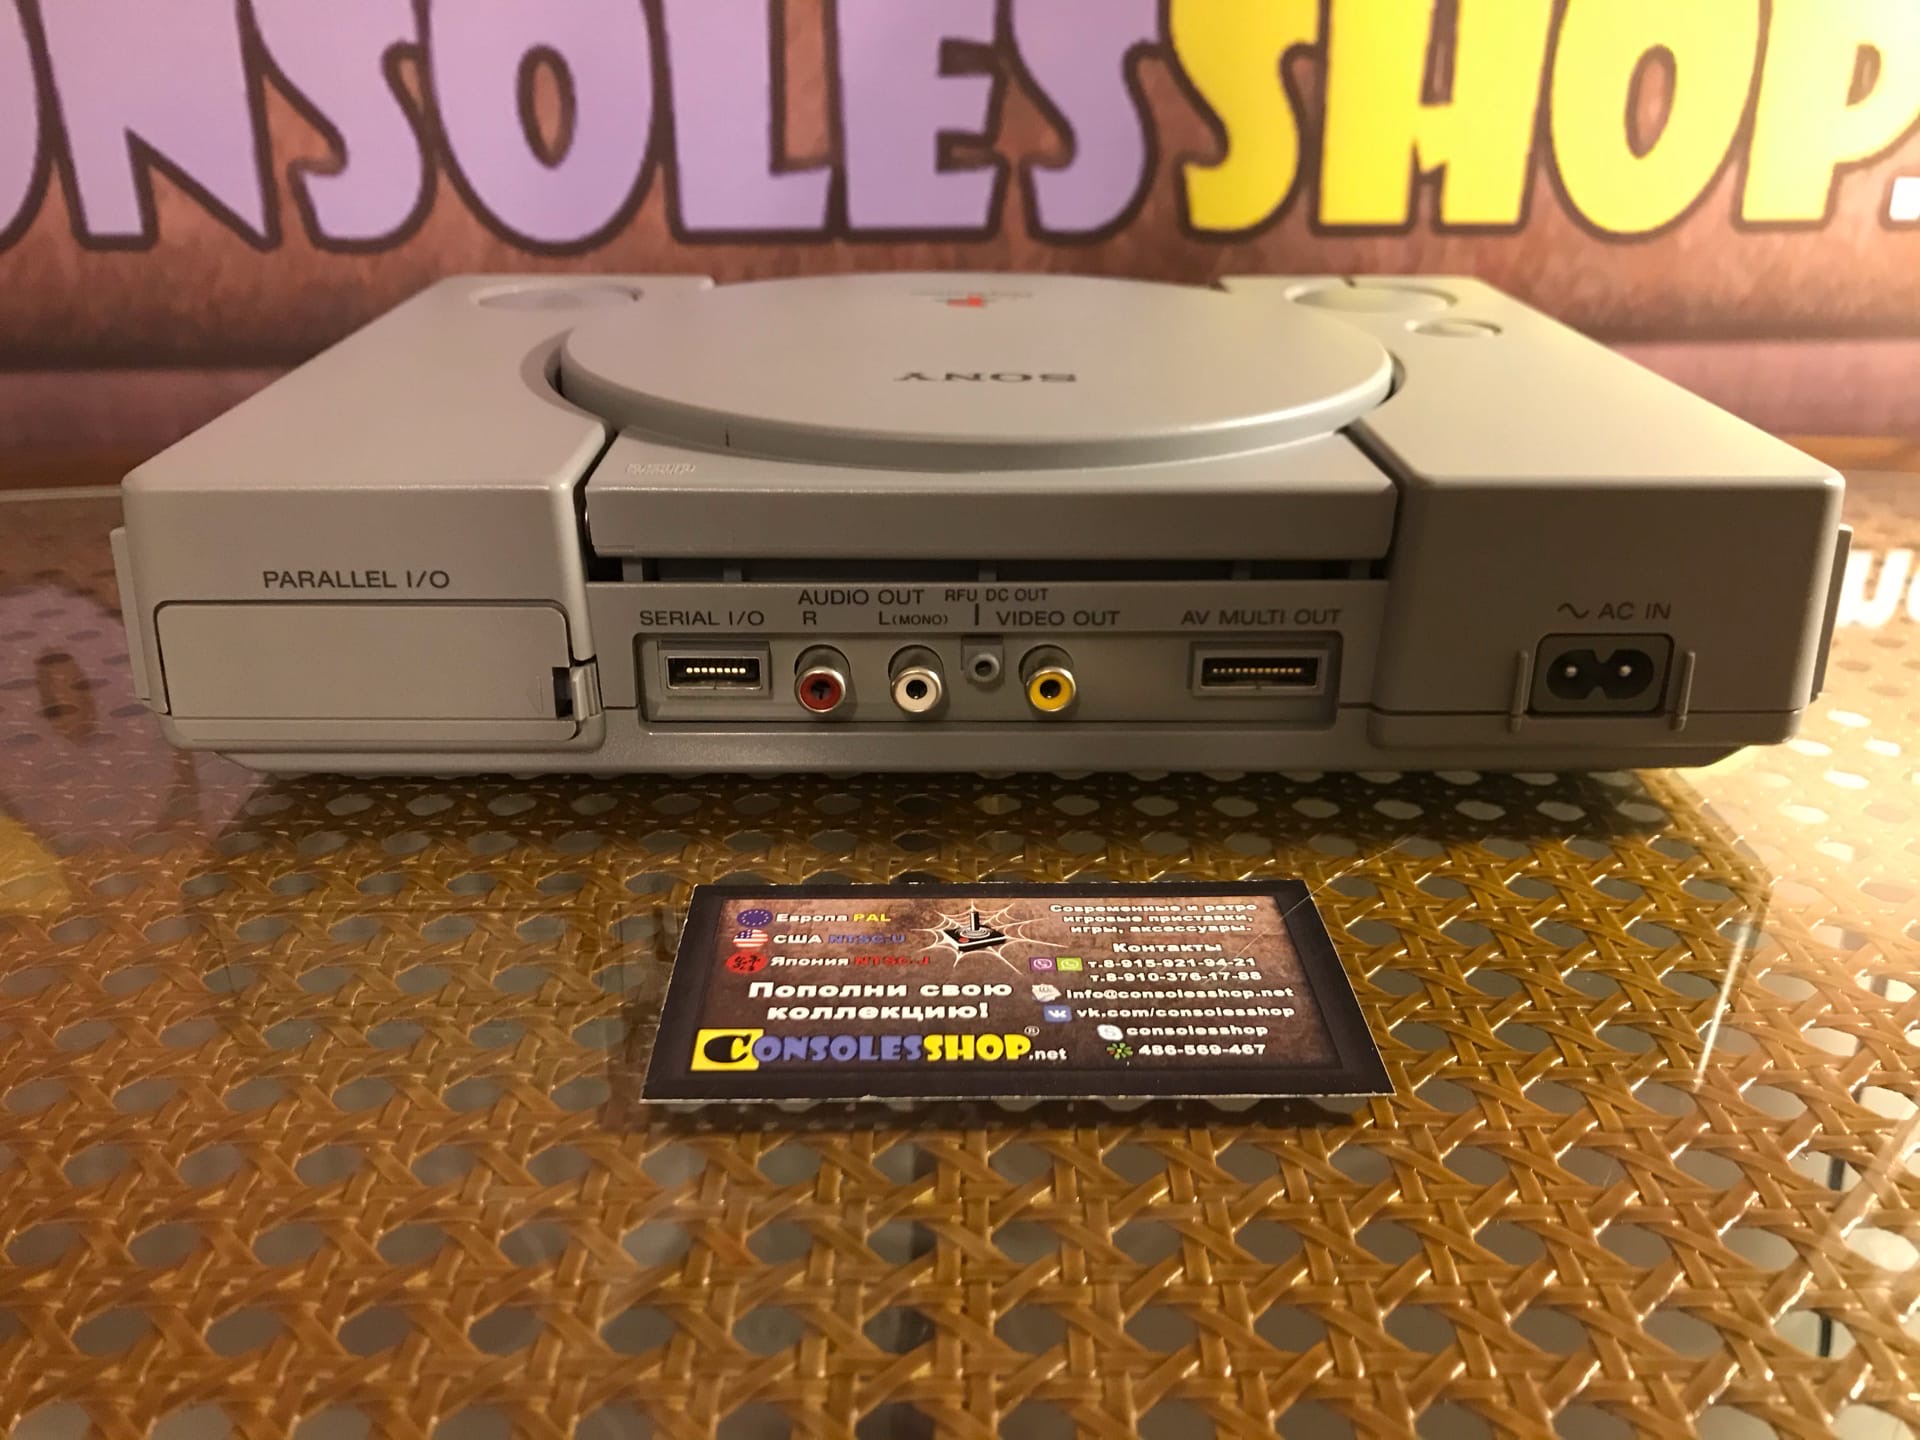 ONSOLESSHOP.
SONY
PARALLEL I/O
SERIAL I/O
AUDIO OUT
R
L(MONO)
RFU DC OUT
VIDEO OUT
AV MULTI OUT
∿ AC IN
Европа PAL
США NTSC-U
Япония NTSC-J
Пополни свою
коллекцию!
CONSOLESSHOP®.net
Современные и ретро
игровые приставки,
игры, аксессуары.
Контакты
т.8-915-921-94-21
т.8-910-376-17-88
info@consolesshop.net
vk.com/consolesshop
consolesshop
486-569-467